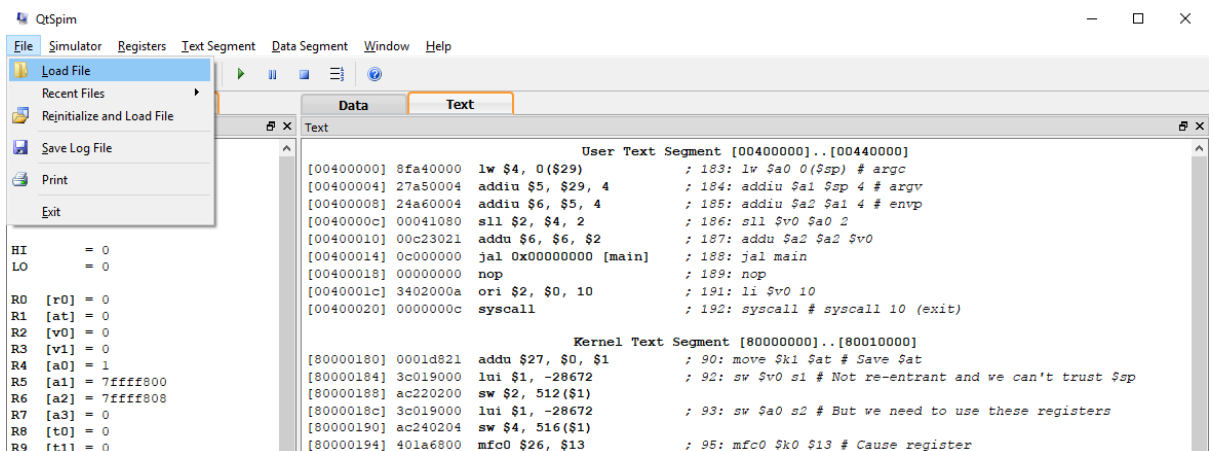 QtSpim
File Simulator Registers Text Segment Data Segment Window Help
Load File
Recent Files
Reinitialize and Load File
Save Log File
Print
Exit
HI = 0
LO = 0
R0 [r0] = 0
R1 [at] = 0
R2 [v0] = 0
R3 [v1] = 0
R4 [a0] = 1
R5 [a1] = 7ffff800
R6 [a2] = 7ffff808
R7 [a3] = 0
R8 [t0] = 0
R9 [t1] = 0
Data Text
Text
User Text Segment [00400000]..[00440000]
[00400000] 8fa40000 lw $4, 0($29) ; 183: lw $a0 0($sp) # argc
[00400004] 27a50004 addiu $5, $29, 4 ; 184: addiu $a1 $sp 4 # argv
[00400008] 24a60004 addiu $6, $5, 4 ; 185: addiu $a2 $a1 4 # envp
[0040000c] 00041080 sll $2, $4, 2 ; 186: sll $v0 $a0 2
[00400010] 00c23021 addu $6, $6, $2 ; 187: addu $a2 $a2 $v0
[00400014] 0c000000 jal 0x00000000 [main] ; 188: jal main
[00400018] 00000000 nop ; 189: nop
[0040001c] 3402000a ori $2, $0, 10 ; 191: li $v0 10
[00400020] 0000000c syscall ; 192: syscall # syscall 10 (exit)
Kernel Text Segment [80000000]..[80010000]
[80000180] 0001d821 addu $27, $0, $1 ; 90: move $k1 $at # Save $at
[80000184] 3c019000 lui $1, -28672 ; 92: sw $v0 s1 # Not re-entrant and we can't trust $sp
[80000188] ac220200 sw $2, 512($1)
[8000018c] 3c019000 lui $1, -28672 ; 93: sw $a0 s2 # But we need to use these registers
[80000190] ac240204 sw $4, 516($1)
[80000194] 401a6800 mfc0 $26, $13 ; 95: mfc0 $k0 $13 # Cause register